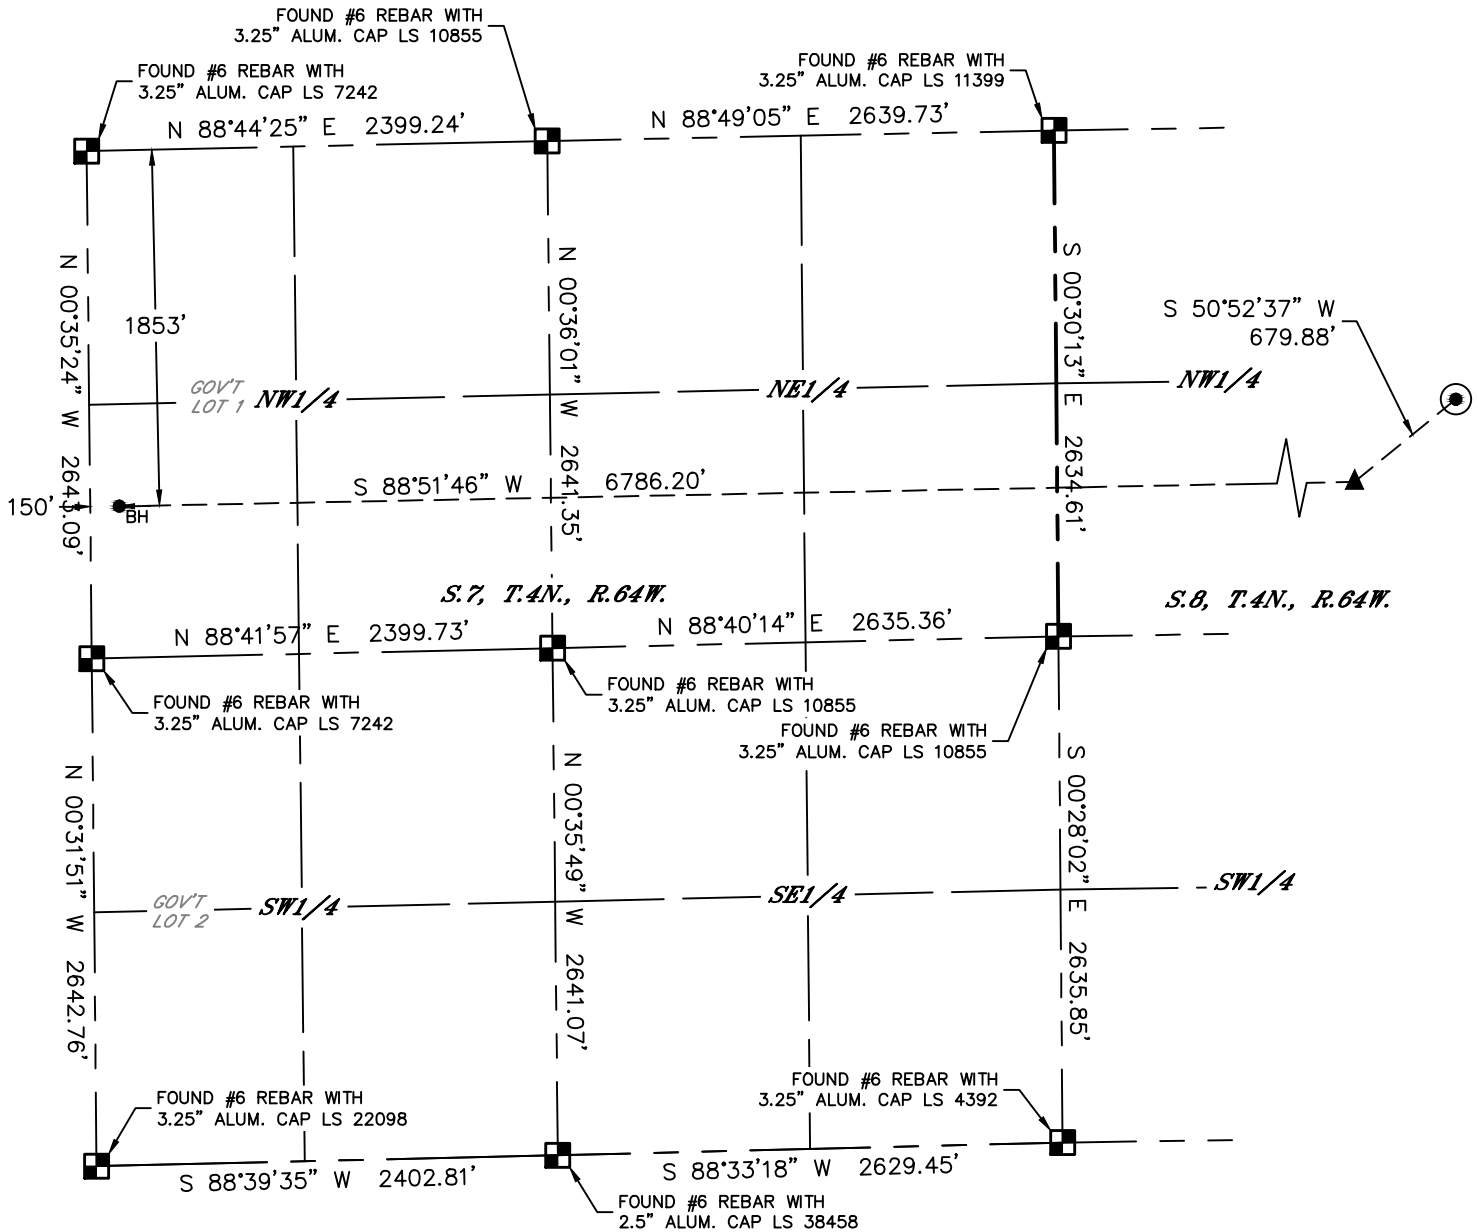 FOUND #6 REBAR WITH
3.25" ALUM. CAP LS 10855
FOUND #6 REBAR WITH
3.25" ALUM. CAP LS 7242
FOUND #6 REBAR WITH
3.25" ALUM. CAP LS 11399
N 88°44'25" E 2399.24'
N 88°49'05" E 2639.73'
N 00°35'24" W 2643.09'
1853'
N 00°36'01" W 2641.35'
S 00°30'13" E 2634.61'
S 50°52'37" W
679.88'
GOV'T
LOT 1
NW1/4
NE1/4
NW1/4
S 88°51'46" W 6786.20'
150'
BH
S.7, T.4N., R.64W.
S.8, T.4N., R.64W.
N 88°41'57" E 2399.73'
N 88°40'14" E 2635.36'
FOUND #6 REBAR WITH
3.25" ALUM. CAP LS 7242
FOUND #6 REBAR WITH
3.25" ALUM. CAP LS 10855
FOUND #6 REBAR WITH
3.25" ALUM. CAP LS 10855
N 00°31'51" W 2642.76'
N 00°35'49" W 2641.07'
S 00°28'02" E 2635.85'
GOV'T
LOT 2
SW1/4
SE1/4
SW1/4
FOUND #6 REBAR WITH
3.25" ALUM. CAP LS 22098
FOUND #6 REBAR WITH
3.25" ALUM. CAP LS 4392
S 88°39'35" W 2402.81'
S 88°33'18" W 2629.45'
FOUND #6 REBAR WITH
2.5" ALUM. CAP LS 38458